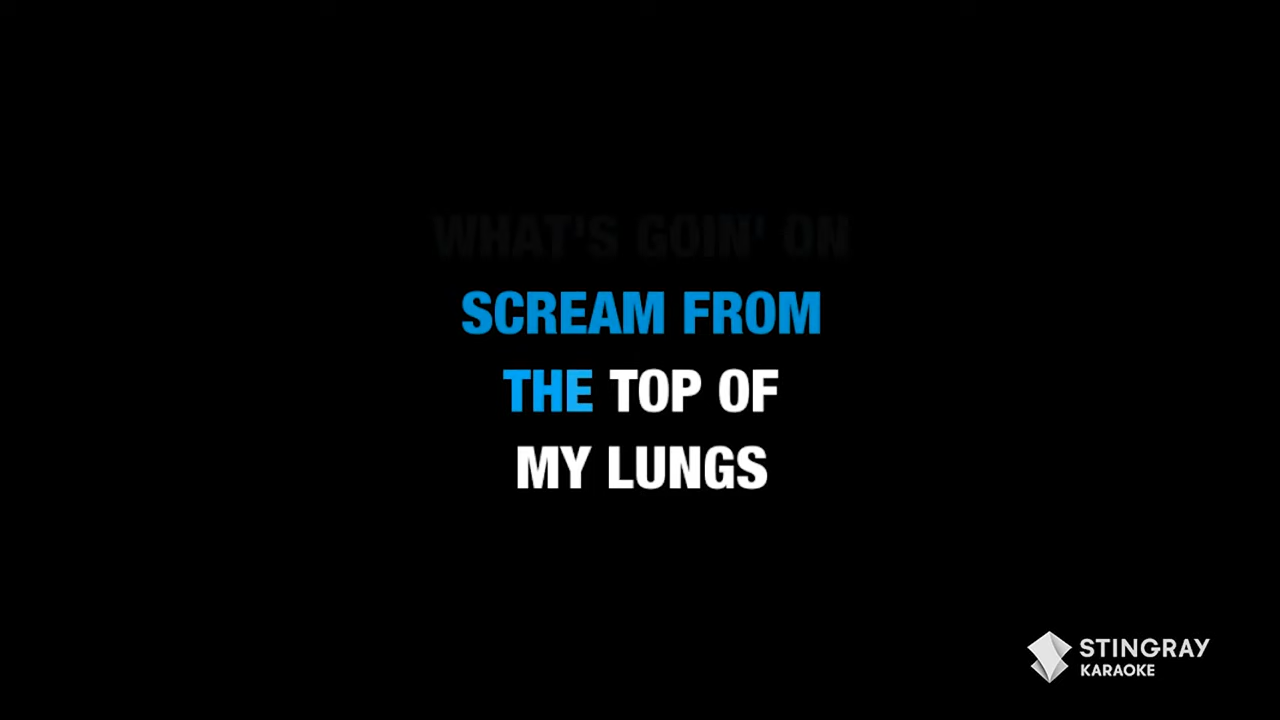 WHAT'S GOIN' ON
SCREAM FROM
THE TOP OF
MY LUNGS
STINGRAY
KARAOKE